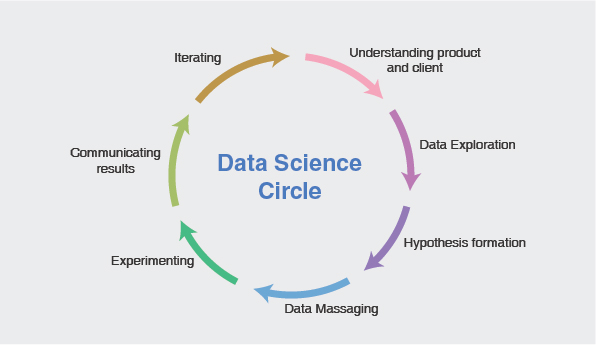 Data Science
Circle
Understanding product
and client
Data Exploration
Hypothesis formation
Data Massaging
Experimenting
Communicating
results
Iterating